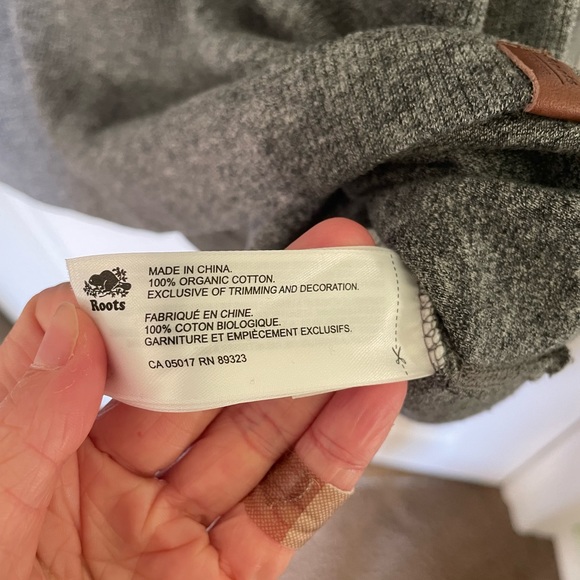 Roots
MADE IN CHINA.
100% ORGANIC COTTON.
EXCLUSIVE OF TRIMMING AND DECORATION.
FABRIQUÉ EN CHINE.
100% COTON BIOLOGIQUE.
GARNITURE ET EMPIÈCEMENT EXCLUSIFS.
CA 05017 RN 89323